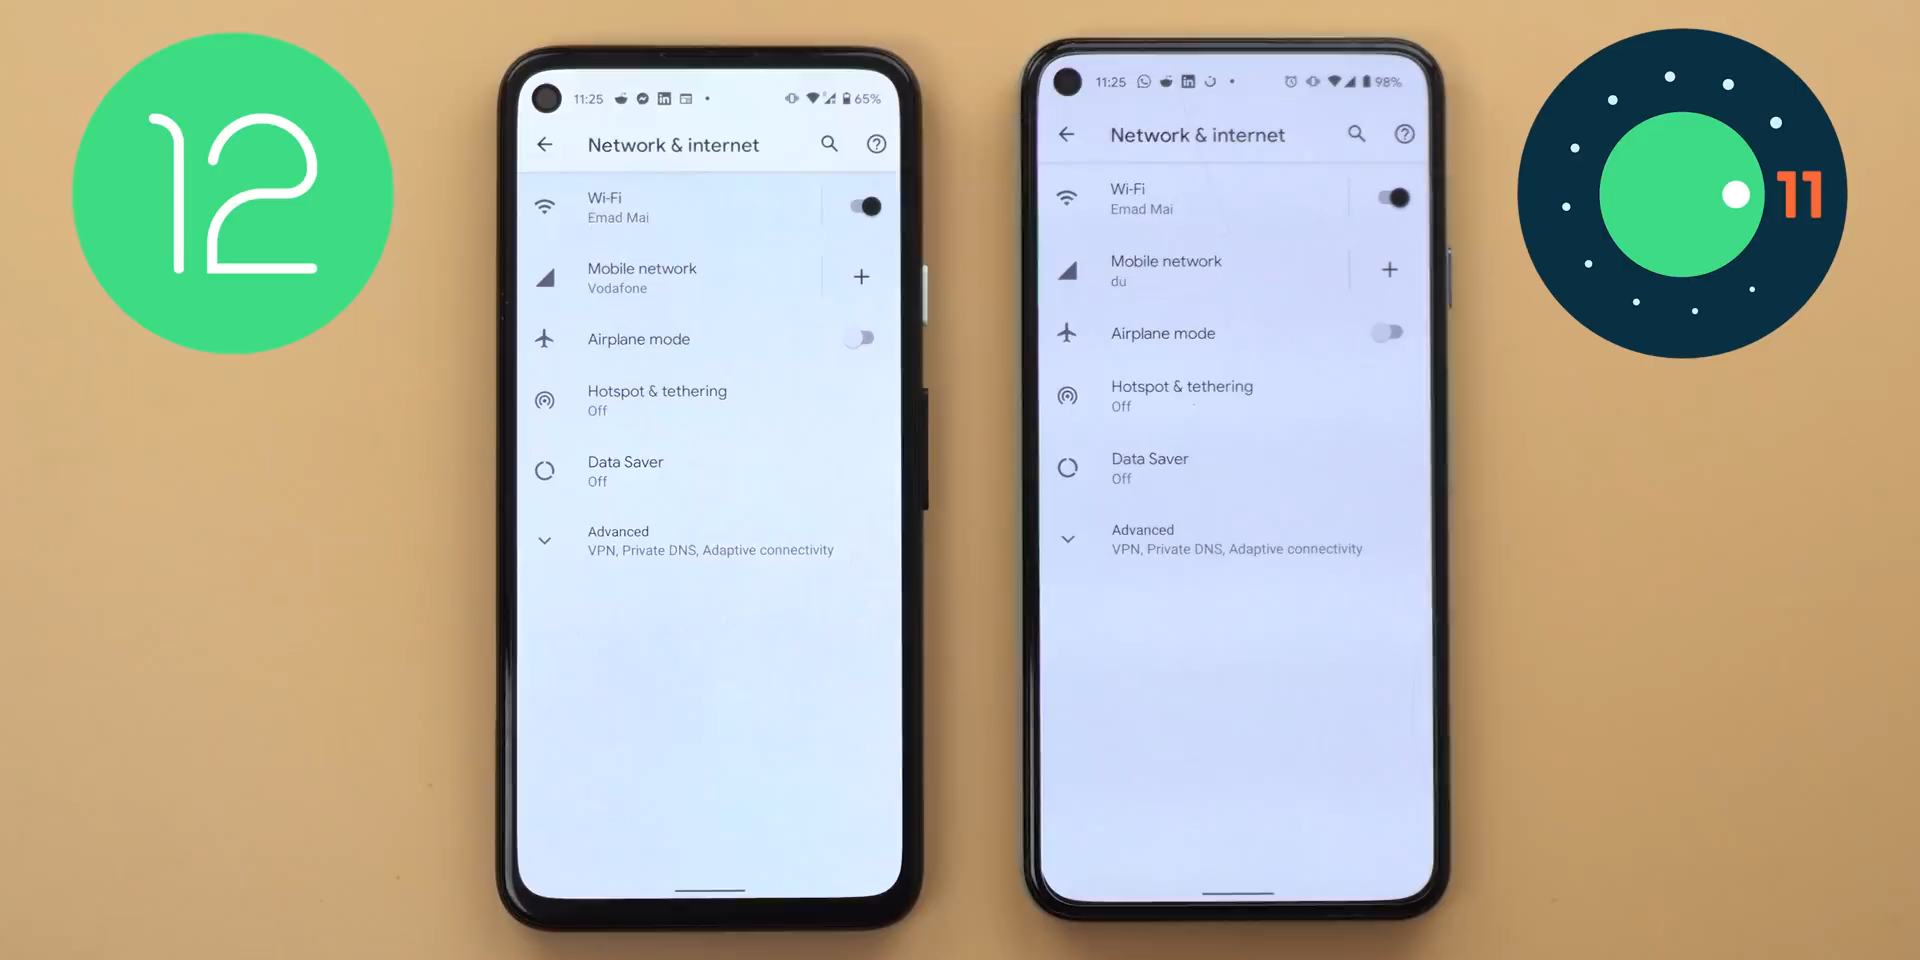 12
11:25 65%
Network & internet
Wi-Fi
Emad Mai
Mobile network
Vodafone
Airplane mode
Hotspot & tethering
Off
Data Saver
Off
Advanced
VPN, Private DNS, Adaptive connectivity
11:25 98%
Network & internet
Wi-Fi
Emad Mai
Mobile network
du
Airplane mode
Hotspot & tethering
Off
Data Saver
Off
Advanced
VPN, Private DNS, Adaptive connectivity
11